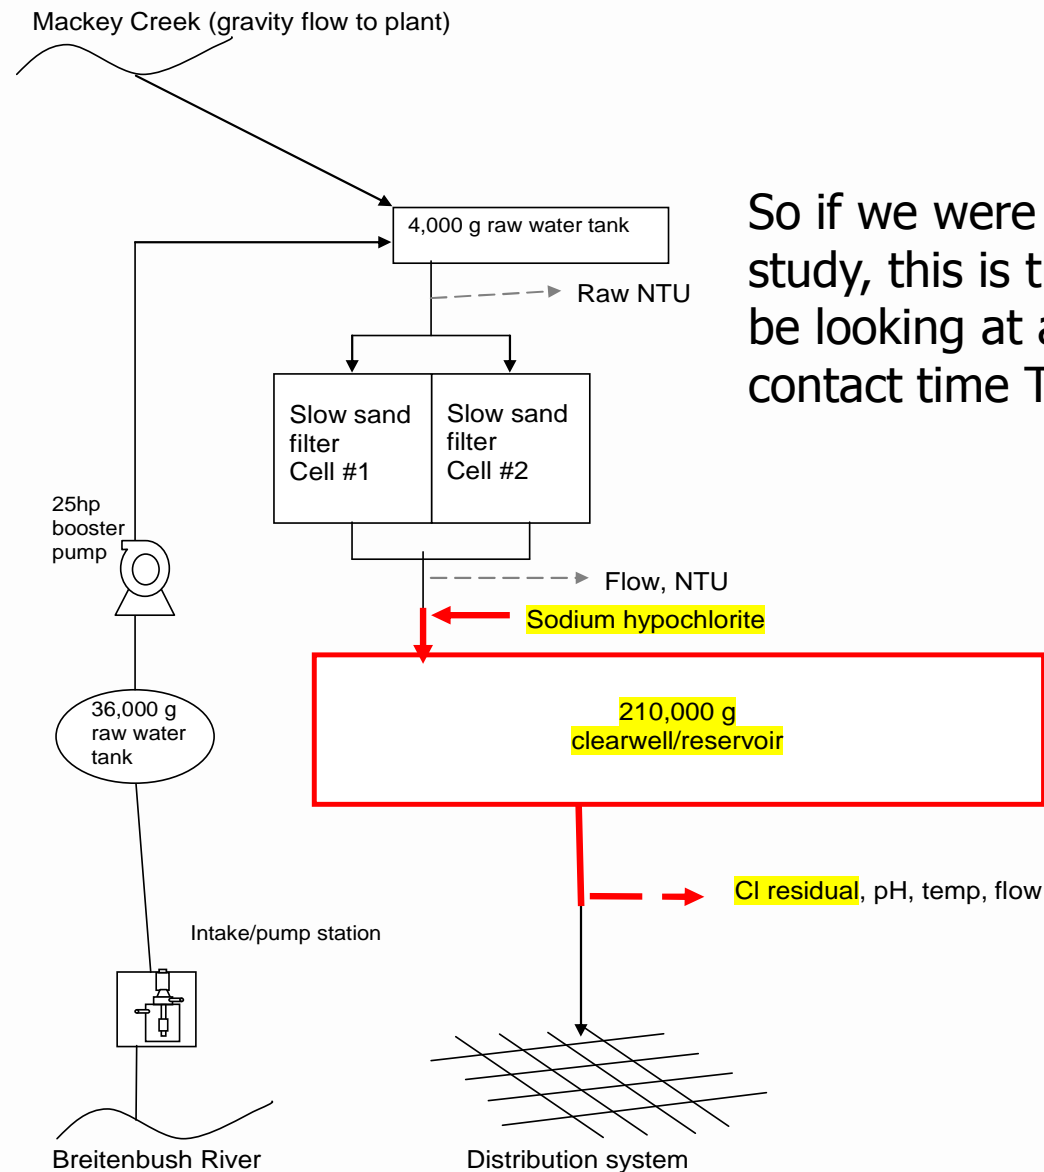 Mackey Creek (gravity flow to plant)
4,000 g raw water tank
So if we were
study, this is t
be looking at a
contact time T
Raw NTU
Slow sand
filter
Cell #1
Slow sand
filter
Cell #2
25hp
booster
pump
Flow, NTU
Sodium hypochlorite
36,000 g
raw water
tank
210,000 g
clearwell/reservoir
Cl residual, pH, temp, flow
Intake/pump station
Breitenbush River
Distribution system